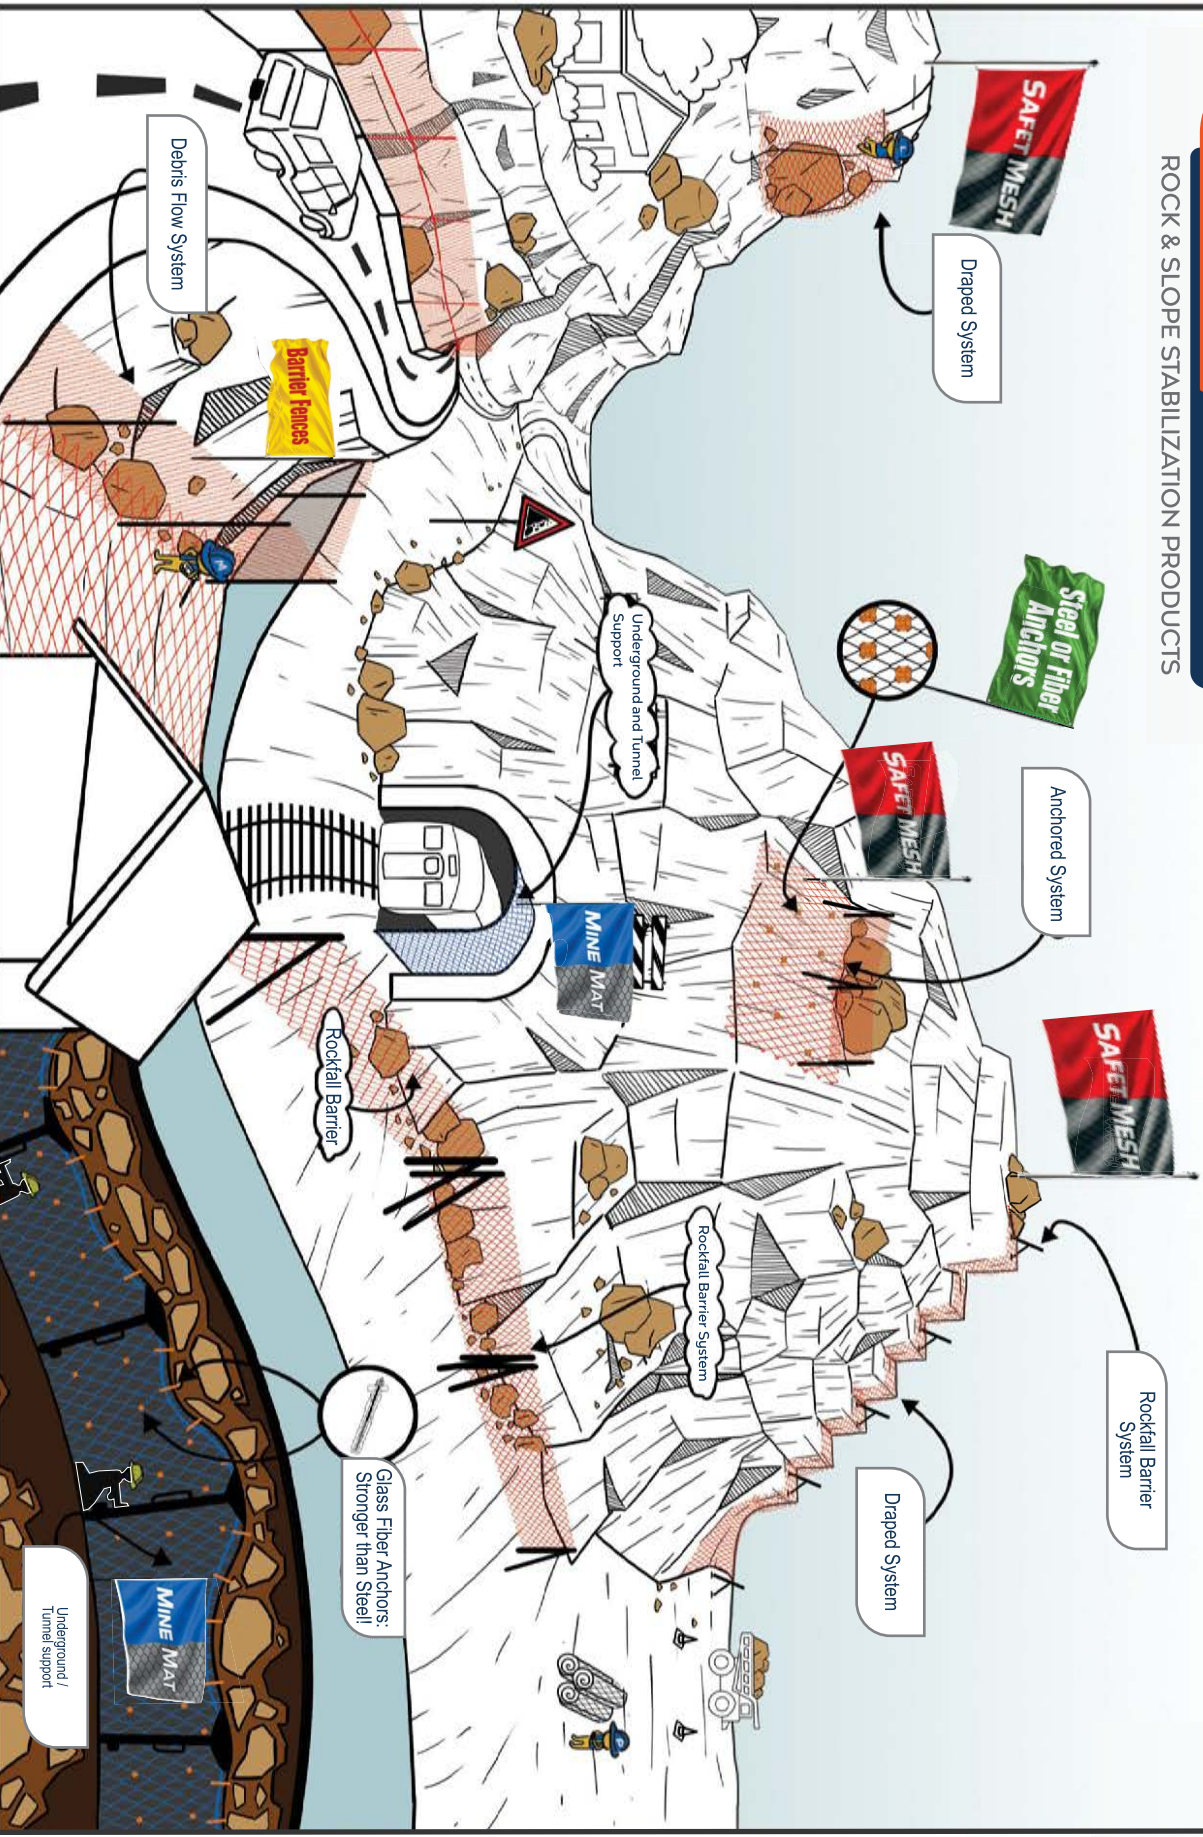 ROCK & SLOPE STABILIZATION PRODUCTS
SAFETMESH
Draped System
Steel or Fiber
Anchors
Anchored System
SAFETMESH
SAFETMESH
Rockfall Barrier
System
Draped System
Debris Flow System
Barrier Fences
Underground and Tunnel
Support
MINE MAT
Rockfall Barrier
Rockfall Barrier System
Glass Fiber Anchors:
Stronger than Steel!
MINE MAT
Underground /
Tunnel support
L
M
P